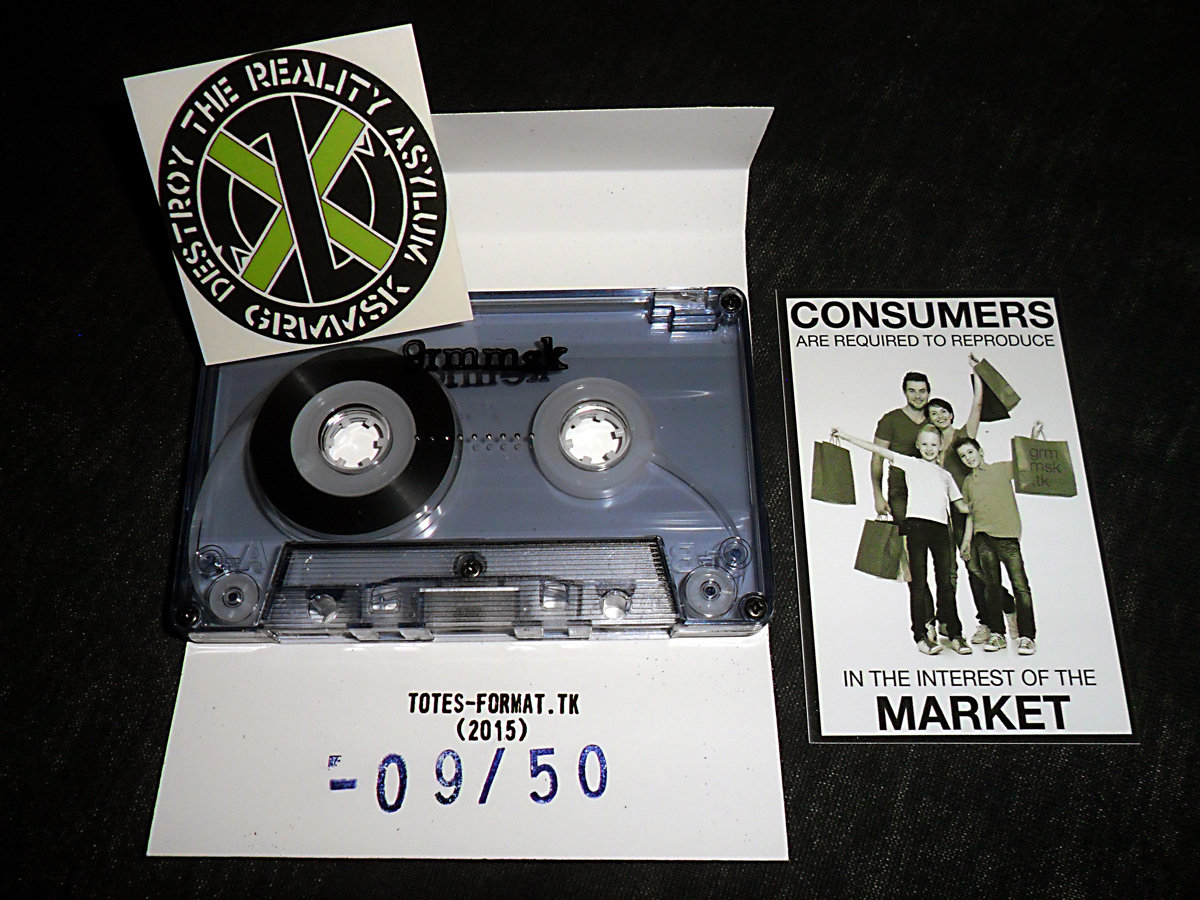 DESTROY THE REALITY ASYLUM
GRMMSK
grmmsk
A
B
TOTES-FORMAT.TK
(2015)
-09/50
CONSUMERS
ARE REQUIRED TO REPRODUCE
grm
msk
.tk
IN THE INTEREST OF THE
MARKET